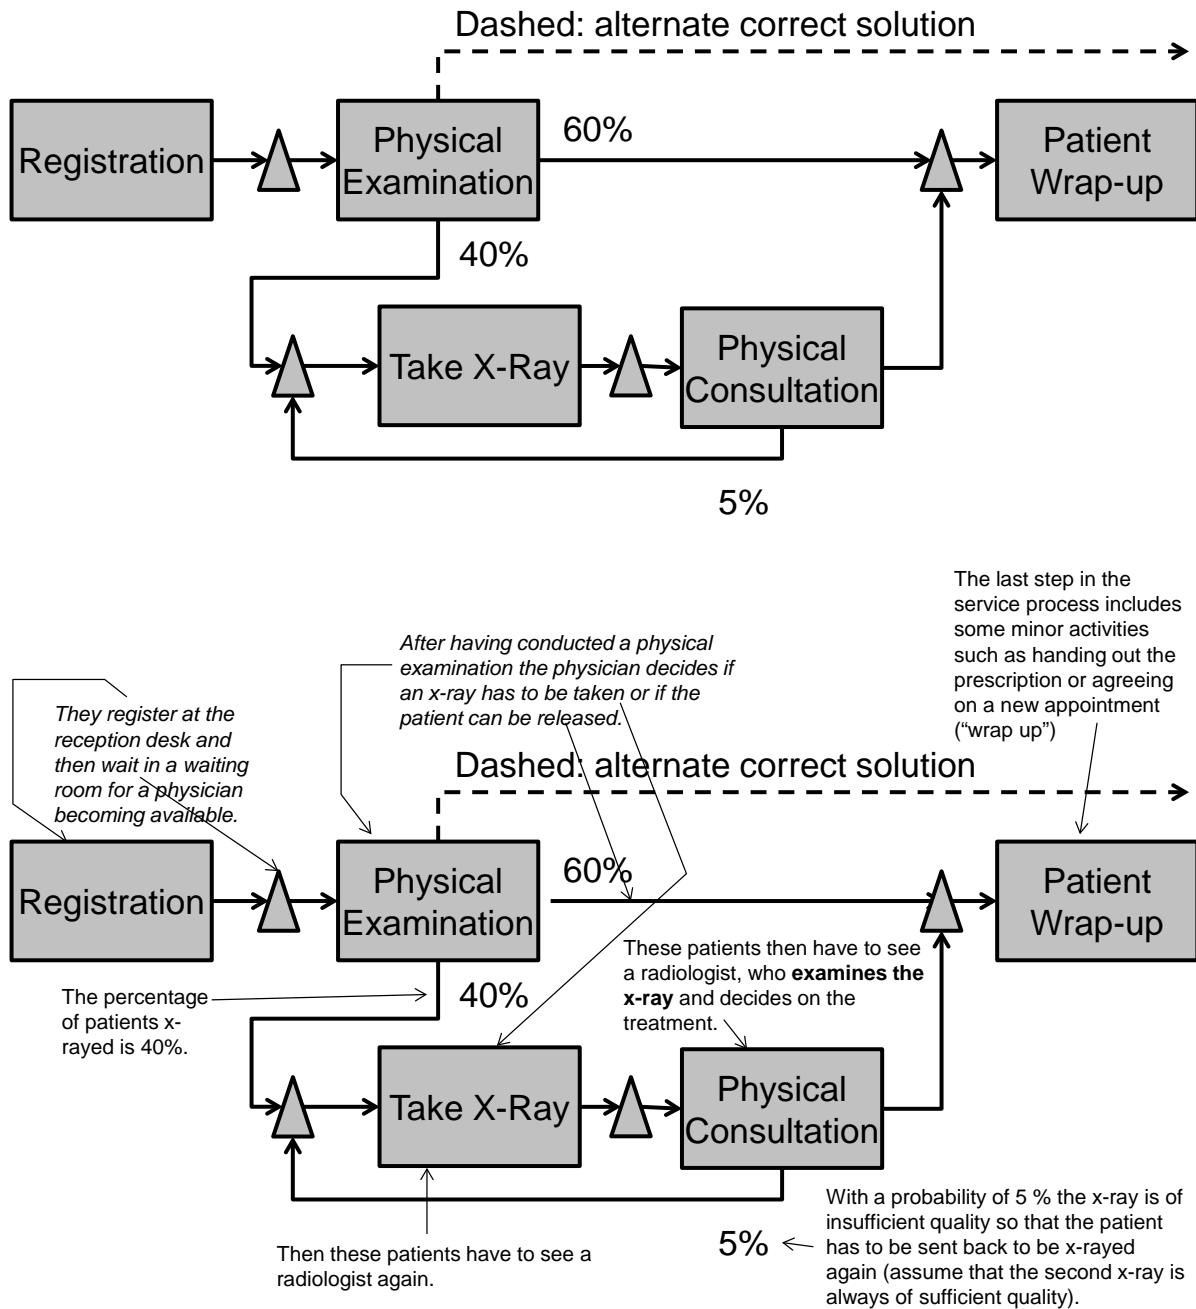 Dashed: alternate correct solution
Registration
Physical
Examination
60%
Patient
Wrap-up
40%
Take X-Ray
Physical
Consultation
5%
The last step in the
service process includes
some minor activities
such as handing out the
prescription or agreeing
on a new appointment
(“wrap up”)
After having conducted a physical
examination the physician decides if
an x-ray has to be taken or if the
patient can be released.
They register at the
reception desk and
then wait in a waiting
room for a physician
becoming available.
Dashed: alternate correct solution
Registration
Physical
Examination
60%
Patient
Wrap-up
These patients then have to see
a radiologist, who examines the
x-ray and decides on the
treatment.
The percentage
of patients x-
rayed is 40%.
40%
Take X-Ray
Physical
Consultation
Then these patients have to see a
radiologist again.
5%
With a probability of 5 % the x-ray is of
insufficient quality so that the patient
has to be sent back to be x-rayed
again (assume that the second x-ray is
always of sufficient quality).